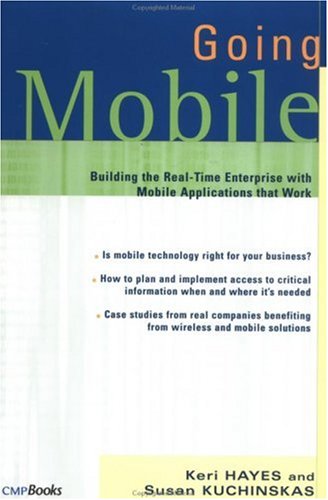 Going
Mobile
Building the Real-Time Enterprise with
Mobile Applications that Work
Is mobile technology right for your business?
How to plan and implement access to critical
information when and where it's needed
Case studies from real companies benefiting
from wireless and mobile solutions
Keri HAYES and
Susan KUCHINSKAS
CMPBooks